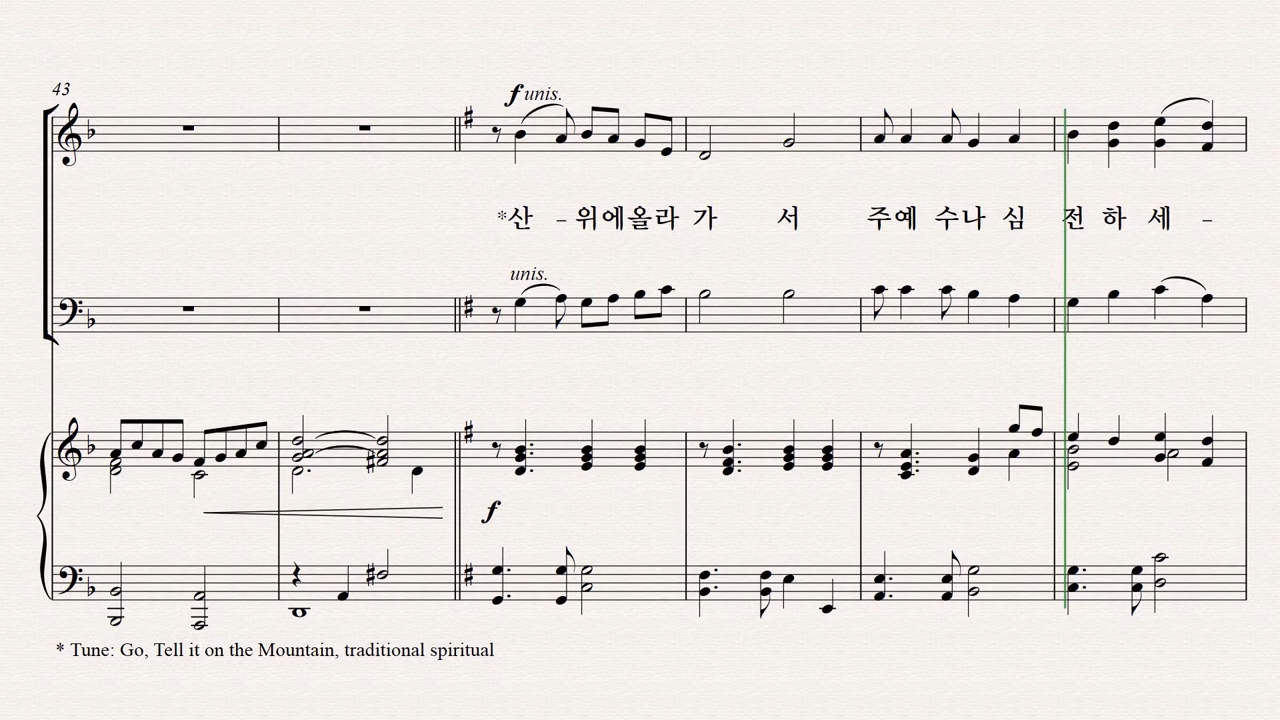 43
f unis.
*산 – 위에올라 가 서 주예 수나 심 전 하 세 –
unis.
f
* Tune: Go, Tell it on the Mountain, traditional spiritual